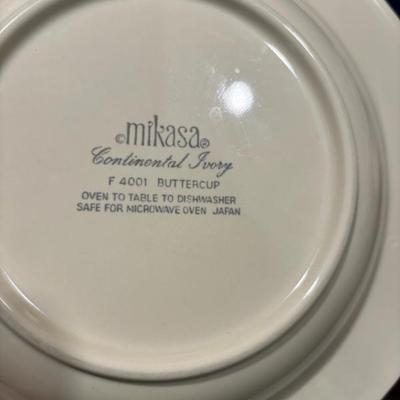 ©mikasa®
Continental Ivory
F 4001 BUTTERCUP
OVEN TO TABLE TO DISHWASHER
SAFE FOR MICROWAVE OVEN JAPAN